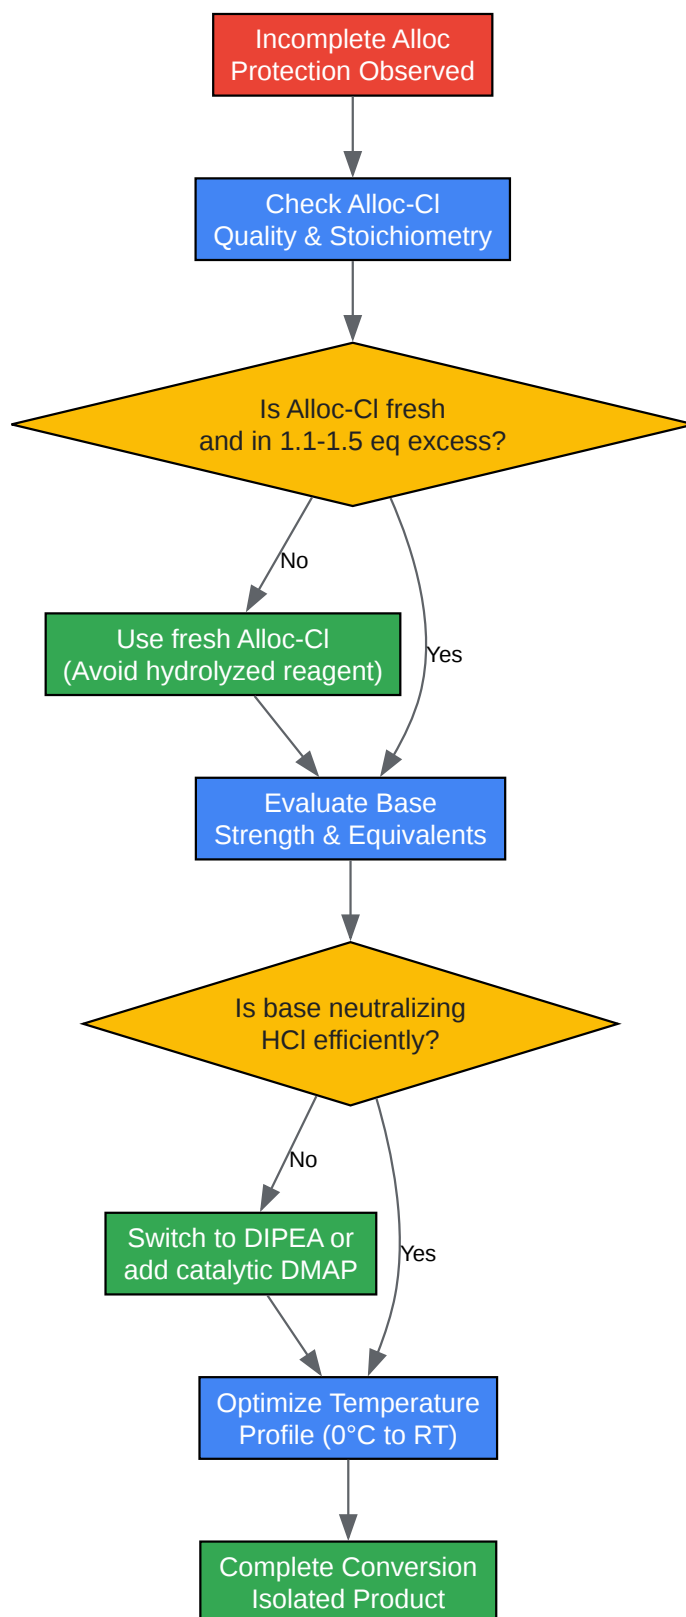 Incomplete Alloc
Protection Observed
Check Alloc-Cl
Quality & Stoichiometry
Is Alloc-Cl fresh
and in 1.1-1.5 eq excess?
No
Use fresh Alloc-Cl
(Avoid hydrolyzed reagent)
Yes
Evaluate Base
Strength & Equivalents
Is base neutralizing
HCl efficiently?
No
Switch to DIPEA or
add catalytic DMAP
Yes
Optimize Temperature
Profile (0°C to RT)
Complete Conversion
Isolated Product